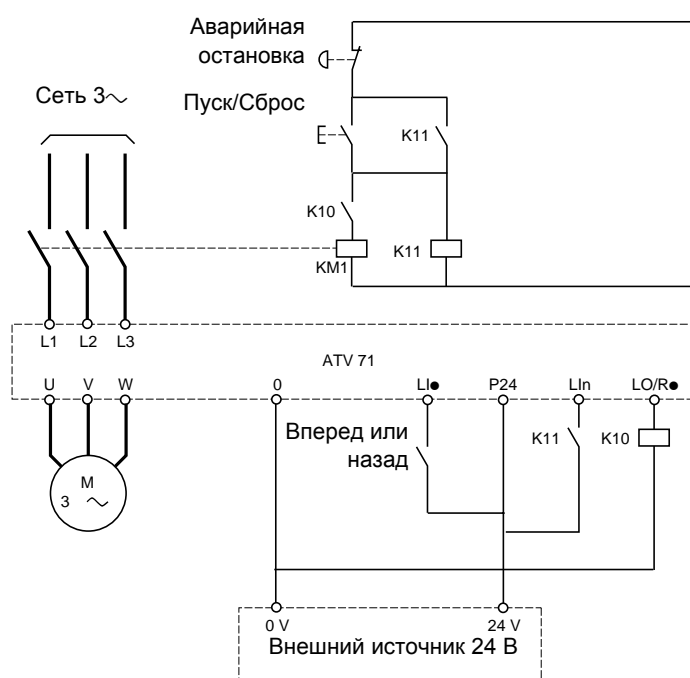 Аварийная
остановка
Сеть 3～
Пуск/Сброс
K11
K10
KM1
K11
L1 L2 L3
ATV 71
U V W 0 LI● P24 LIn LO/R●
Вперед или
назад
K11
K10
M
3 ～
0 V
24 V
Внешний источник 24 В